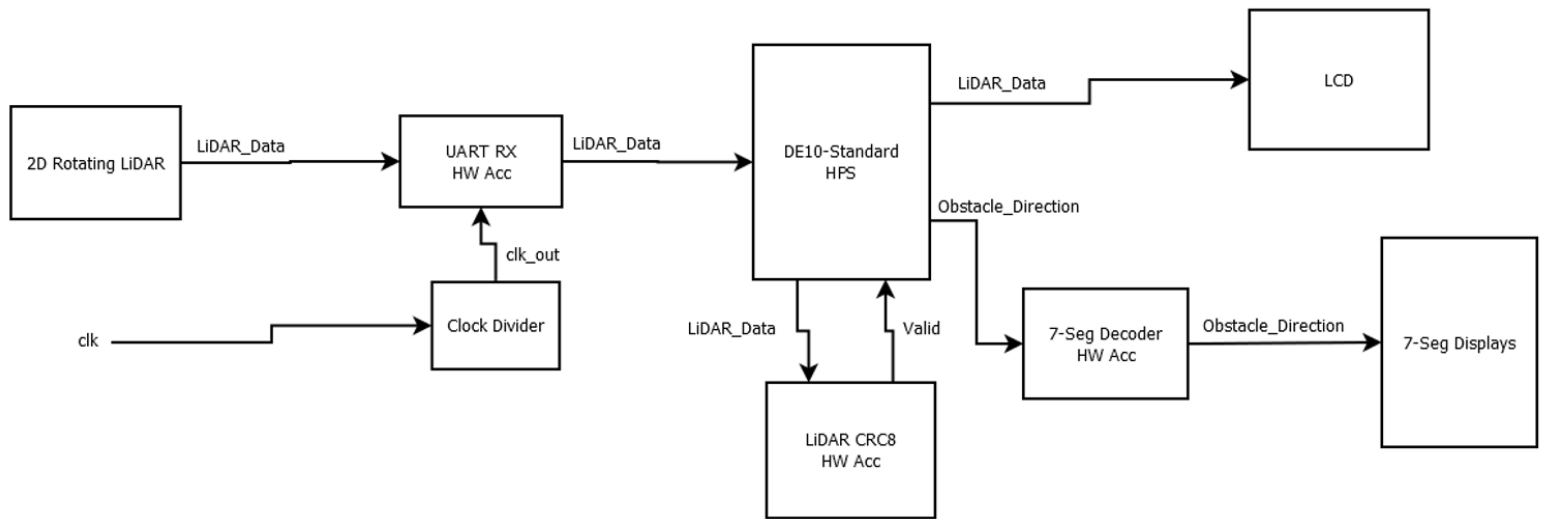 LiDAR_Data
LCD
2D Rotating LiDAR
LiDAR_Data
UART RX
HW Acc
LiDAR_Data
DE10-Standard
HPS
Obstacle_Direction
clk_out
clk
Clock Divider
LiDAR_Data
Valid
7-Seg Decoder
HW Acc
Obstacle_Direction
7-Seg Displays
LiDAR CRC8
HW Acc